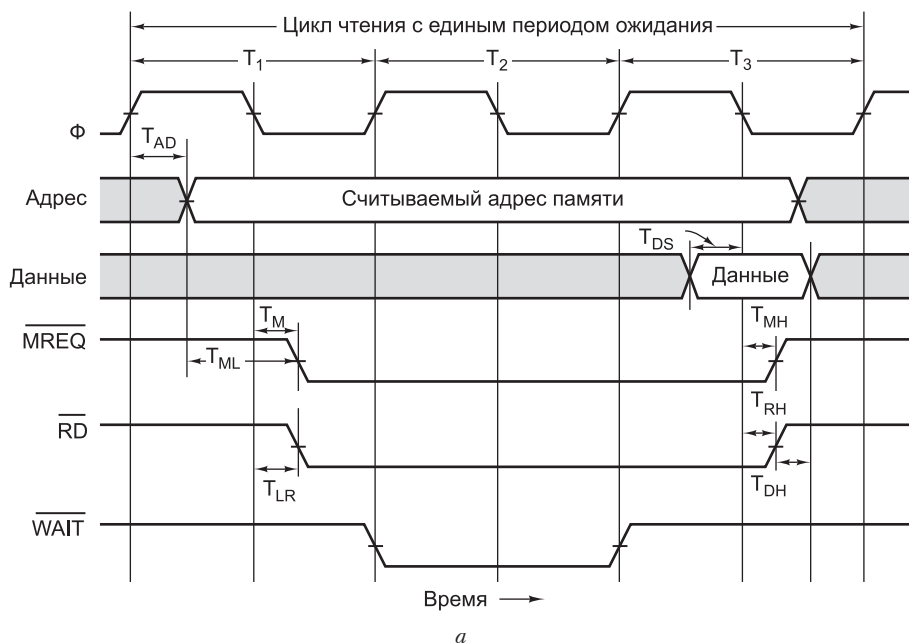 Цикл чтения с единым периодом ожидания
T1 T2 T3
Φ
TAD
Адрес
Считываемый адрес памяти
TDS
Данные
Данные
MREQ
TM
TMH
TML
RD
TRH
TLR
TDH
WAIT
Время
а